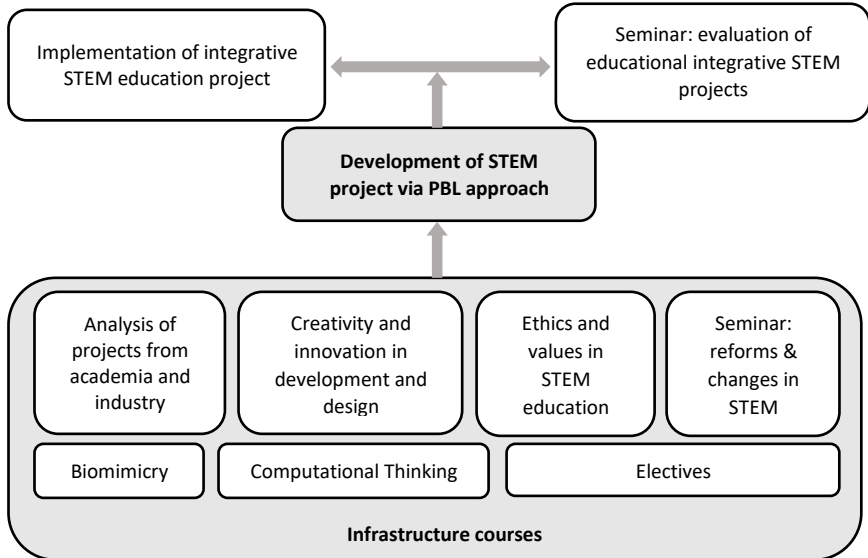 Implementation of integrative
STEM education project
Seminar: evaluation of
educational integrative STEM
projects
Development of STEM
project via PBL approach
Analysis of
projects from
academia and
industry
Creativity and
innovation in
development and
design
Ethics and
values in
STEM
education
Seminar:
reforms &
changes in
STEM
Biomimicry
Computational Thinking
Electives
Infrastructure courses